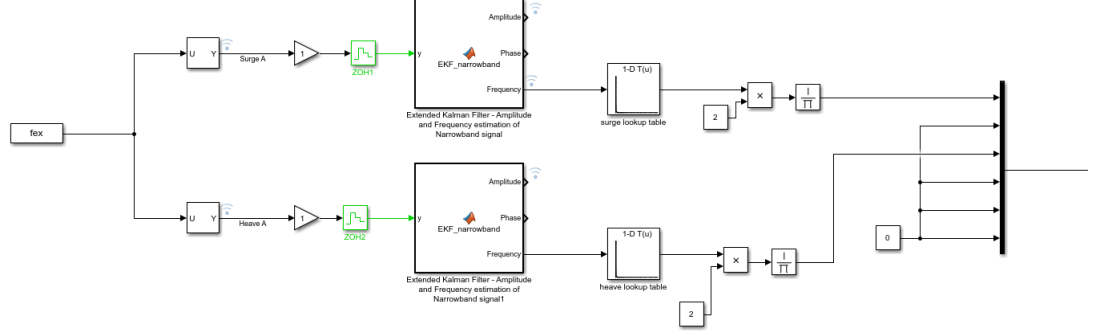 Amplitude
U Y
Surge A
1
ZOH1
y
EKF_narrowband
Phase
Frequency
Extended Kalman Filter - Amplitude
and Frequency estimation of
Narrowband signal
1-D T(u)
surge lookup table
2
×
fex
U Y
Heave A
1
ZOH2
y
EKF_narrowband
Amplitude
Phase
Frequency
Extended Kalman Filter - Amplitude
and Frequency estimation of
Narrowband signal1
1-D T(u)
heave lookup table
2
×
0